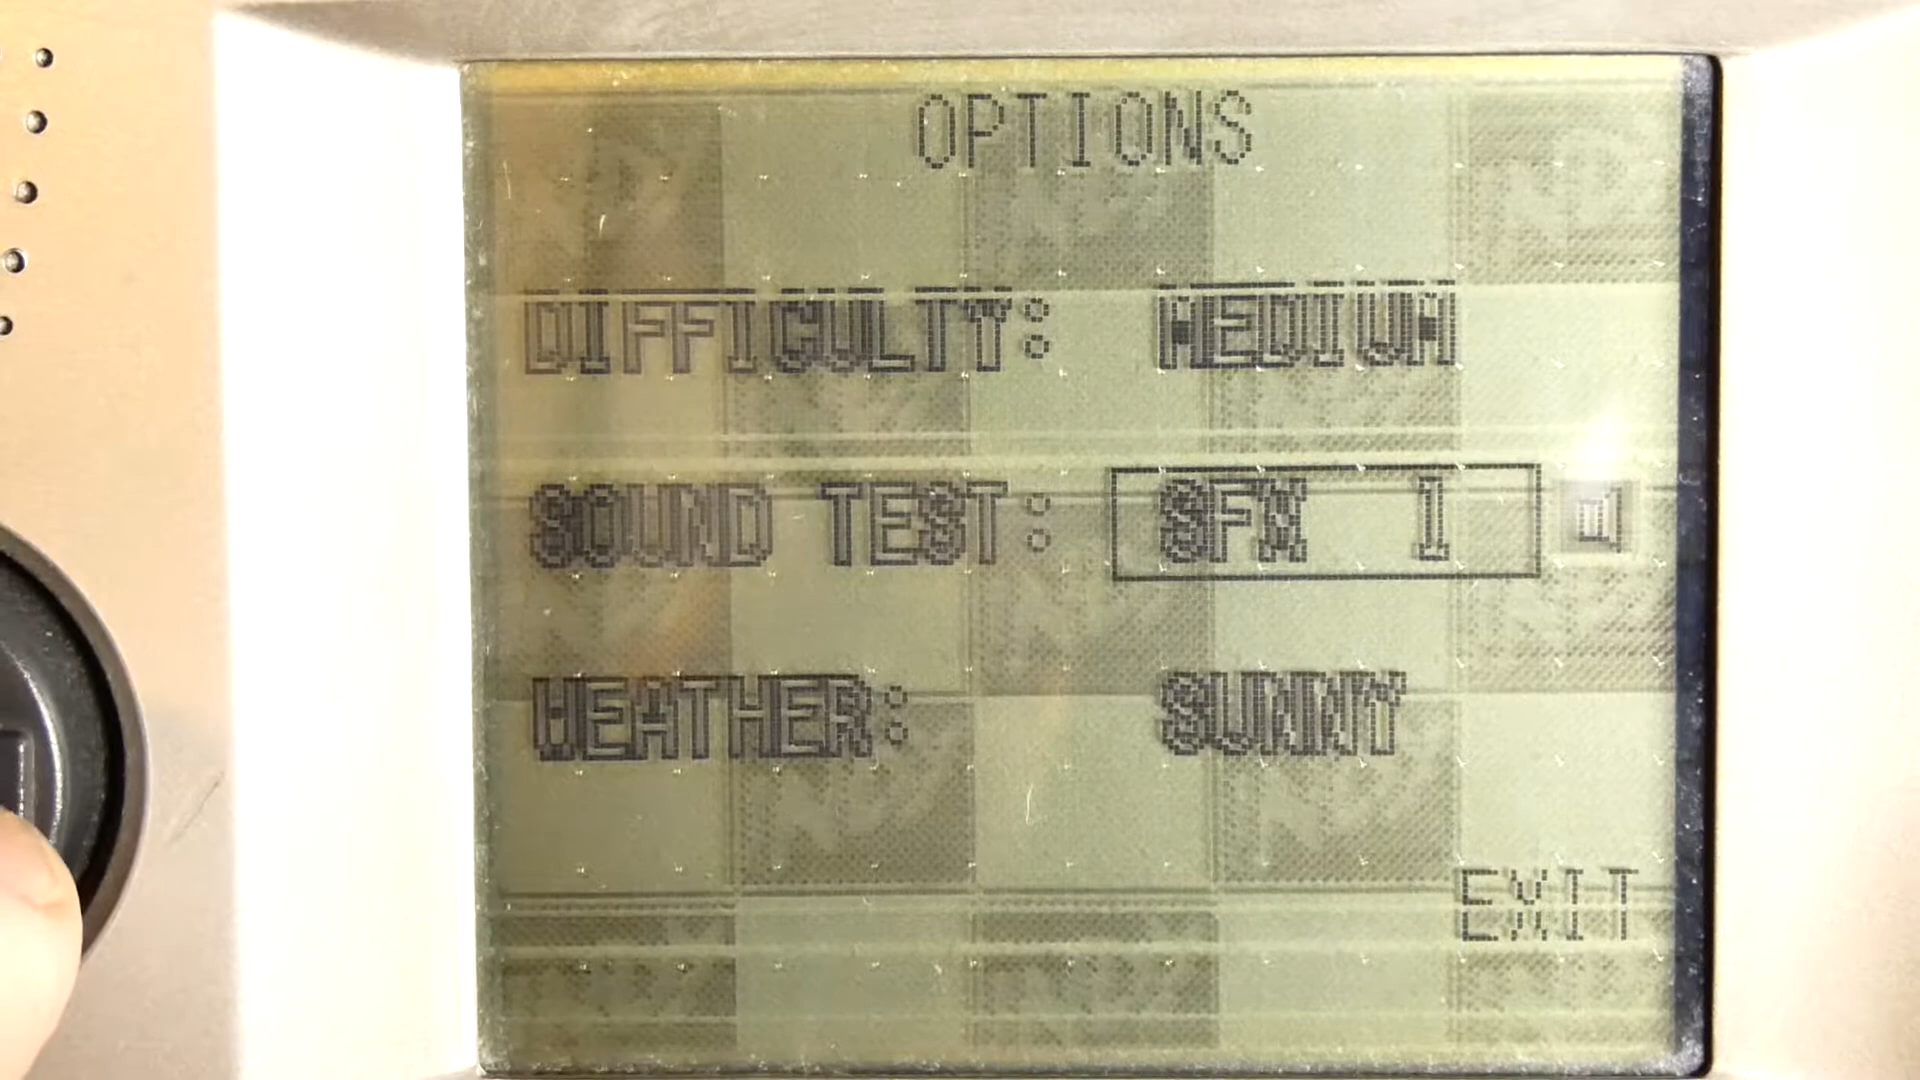 OPTIONS
DIFFICULTY: MEDIUM
SOUND TEST: SFX 1
WEATHER: SUNNY
EXIT